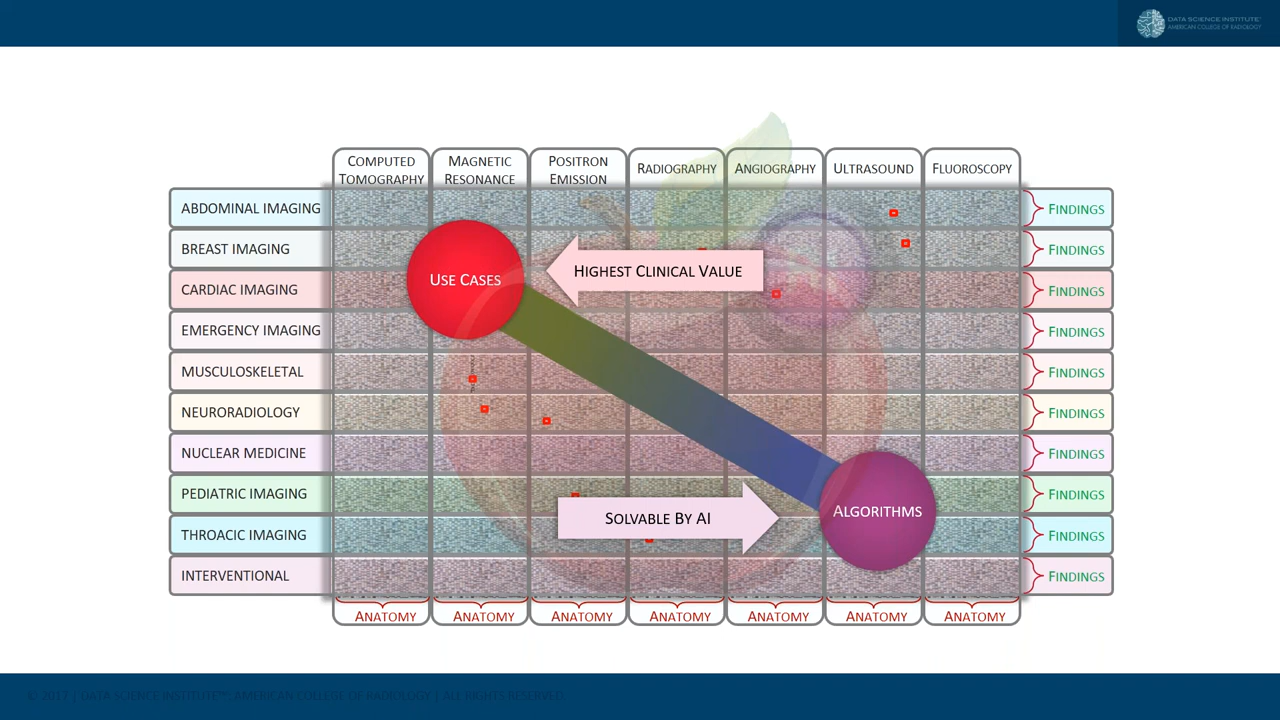 DATA SCIENCE INSTITUTE™
AMERICAN COLLEGE OF RADIOLOGY
COMPUTED TOMOGRAPHY
MAGNETIC RESONANCE
POSITRON EMISSION
RADIOGRAPHY
ANGIOGRAPHY
ULTRASOUND
FLUOROSCOPY
ABDOMINAL IMAGING
FINDINGS
BREAST IMAGING
FINDINGS
USE CASES
HIGHEST CLINICAL VALUE
CARDIAC IMAGING
FINDINGS
EMERGENCY IMAGING
FINDINGS
MUSCULOSKELETAL
FINDINGS
NEURORADIOLOGY
FINDINGS
NUCLEAR MEDICINE
FINDINGS
PEDIATRIC IMAGING
FINDINGS
SOLVABLE BY AI
ALGORITHMS
THROACIC IMAGING
FINDINGS
INTERVENTIONAL
FINDINGS
ANATOMY
ANATOMY
ANATOMY
ANATOMY
ANATOMY
ANATOMY
ANATOMY
© 2017 | DATA SCIENCE INSTITUTE™ AMERICAN COLLEGE OF RADIOLOGY | ALL RIGHTS RESERVED